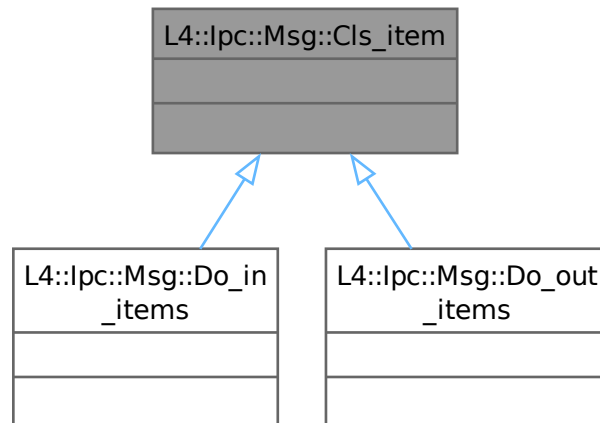 L4::Ipc::Msg::Cls_item
L4::Ipc::Msg::Do_in
_items
L4::Ipc::Msg::Do_out
_items